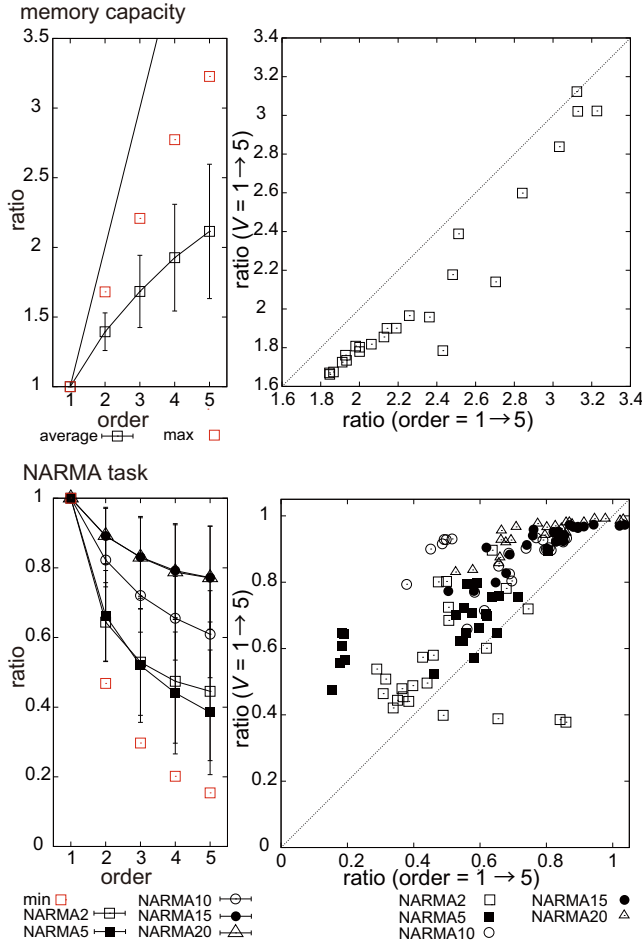 memory capacity
3.5
3
2.5
2
1.5
1
ratio
1 2 3 4 5
order
average
max
3.4
3.2
3
2.8
2.6
2.4
2.2
2
1.8
1.6
ratio (V = 1 → 5)
1.6 1.8 2 2.2 2.4 2.6 2.8 3 3.2 3.4
ratio (order = 1 → 5)
NARMA task
1
0.8
0.6
0.4
0.2
0
ratio
1 2 3 4 5
order
min
NARMA2
NARMA5
NARMA10
NARMA15
NARMA20
1
0.8
0.6
0.4
0.2
0
ratio (V = 1 → 5)
0 0.2 0.4 0.6 0.8 1
ratio (order = 1 → 5)
NARMA2
NARMA5
NARMA10
NARMA15
NARMA20